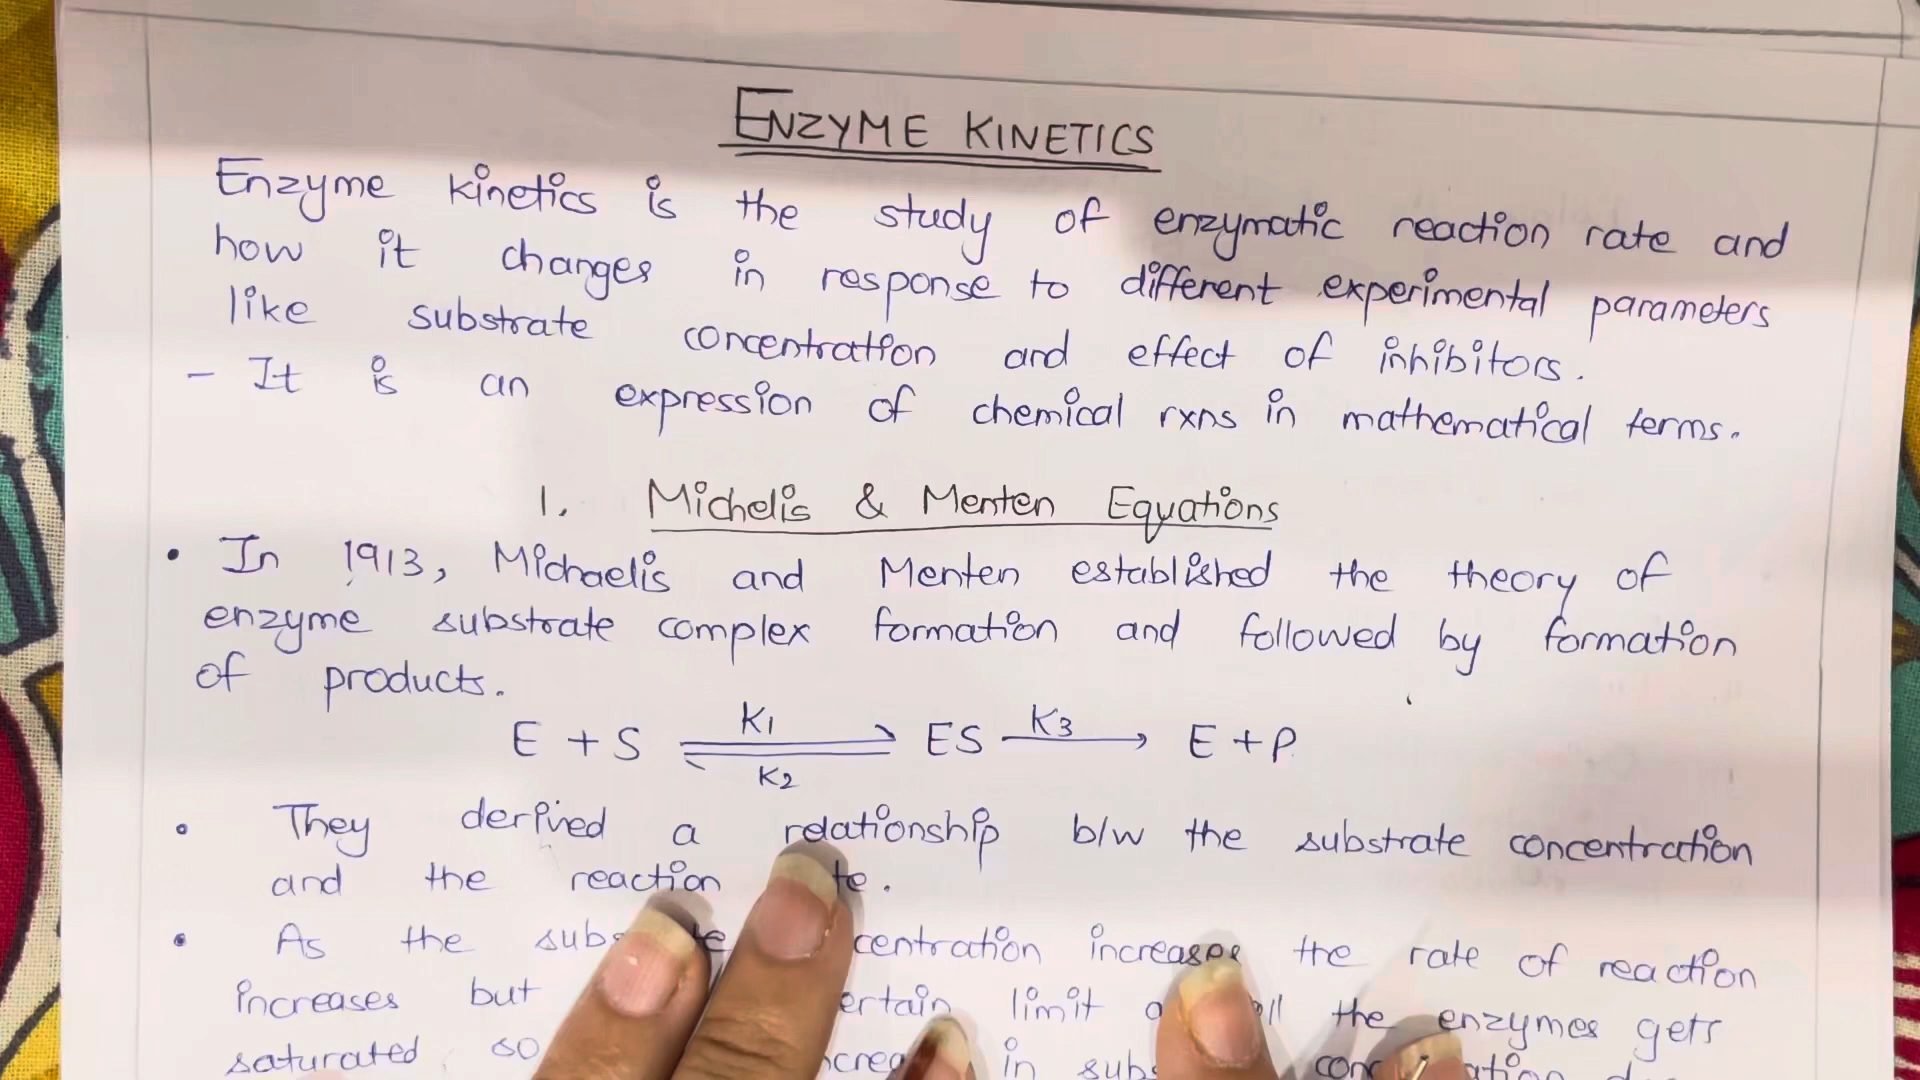 ENZYME KINETICS
Enzyme kinetics is the study of enzymatic reaction rate and
how it changes in response to different experimental parameters
like substrate concentration and effect of inhibitors.
- It is an expression of chemical rxns in mathematical terms.
1. Michelis & Menten Equations
• In 1913, Michaelis and Menten established the theory of
enzyme substrate complex formation and followed by formation
of products.
K1 K3
E + S ⇌ ES → E + P
K2
• They derived a relationship b/w the substrate concentration
and the reaction
• As the increases the rate of reaction
increases but limit the enzymes gets
saturated so in